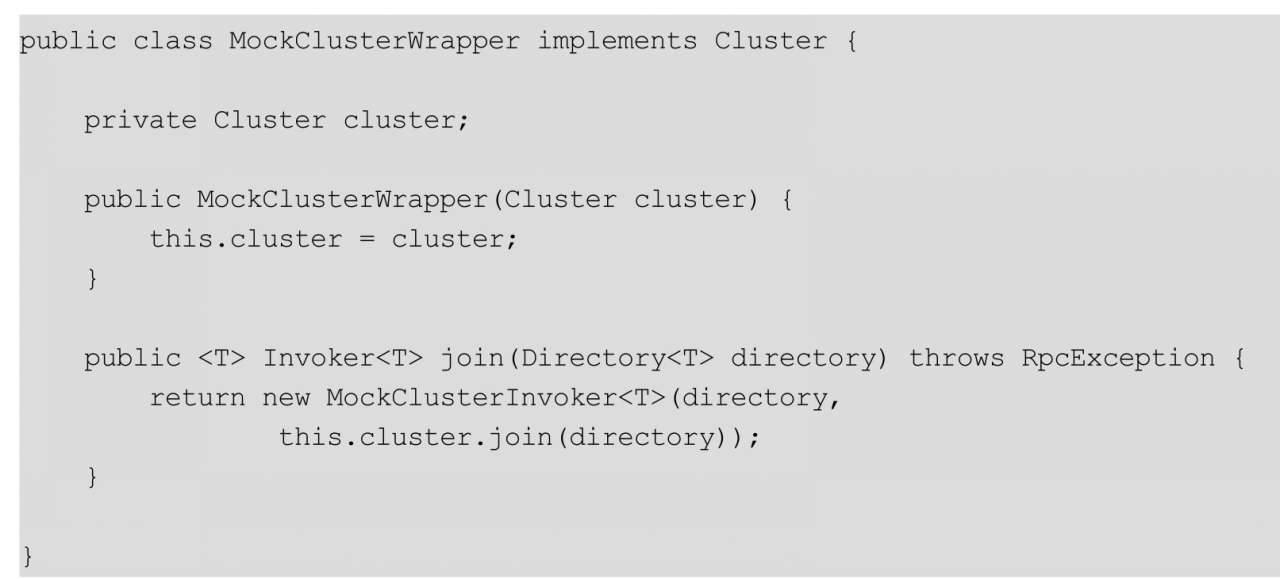 public class MockClusterWrapper implements Cluster {
    private Cluster cluster;
    public MockClusterWrapper(Cluster cluster) {
        this.cluster = cluster;
    }
    public <T> Invoker<T> join(Directory<T> directory) throws RpcException {
        return new MockClusterInvoker<T>(directory,
                this.cluster.join(directory));
    }
}